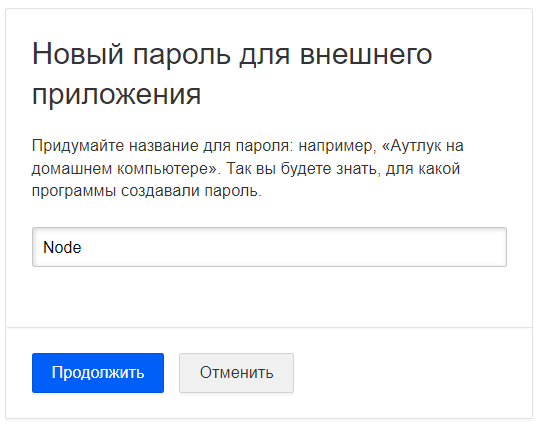 Новый пароль для внешнего
приложения
Придумайте название для пароля: например, «Аутлук на
домашнем компьютере». Так вы будете знать, для какой
программы создавали пароль.
Node
Продолжить
Отменить